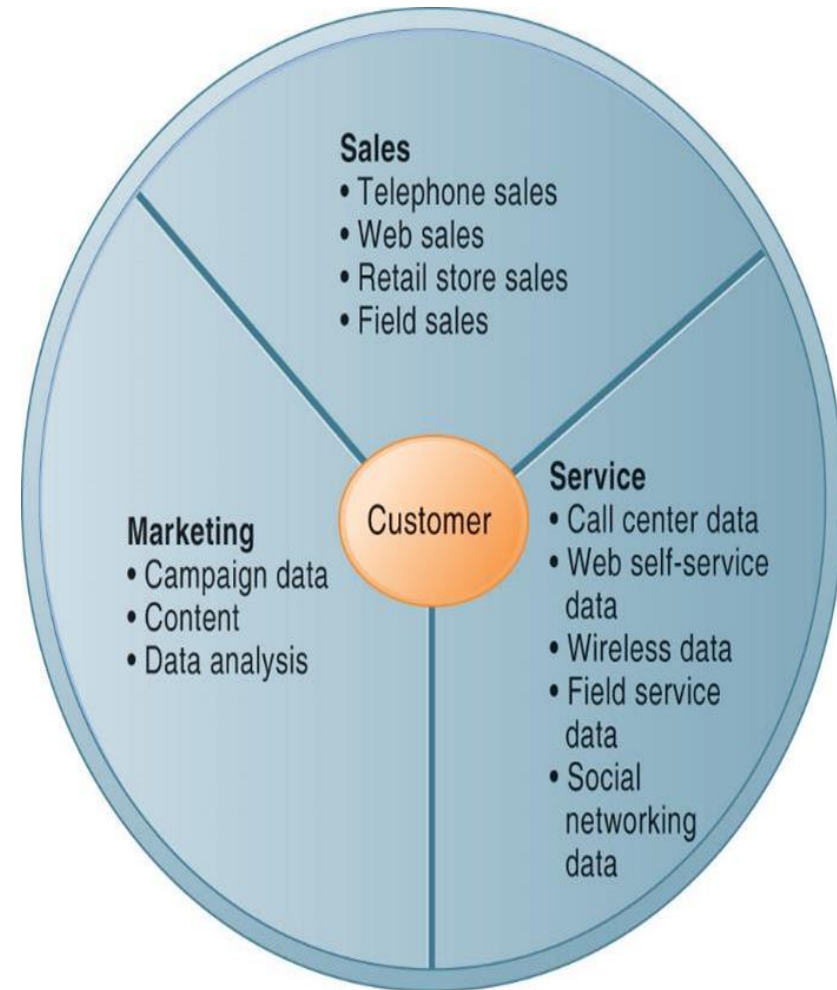 Sales
• Telephone sales
• Web sales
• Retail store sales
• Field sales
Customer
Marketing
• Campaign data
• Content
• Data analysis
Service
• Call center data
• Web self-service
data
• Wireless data
• Field service
data
• Social
networking
data